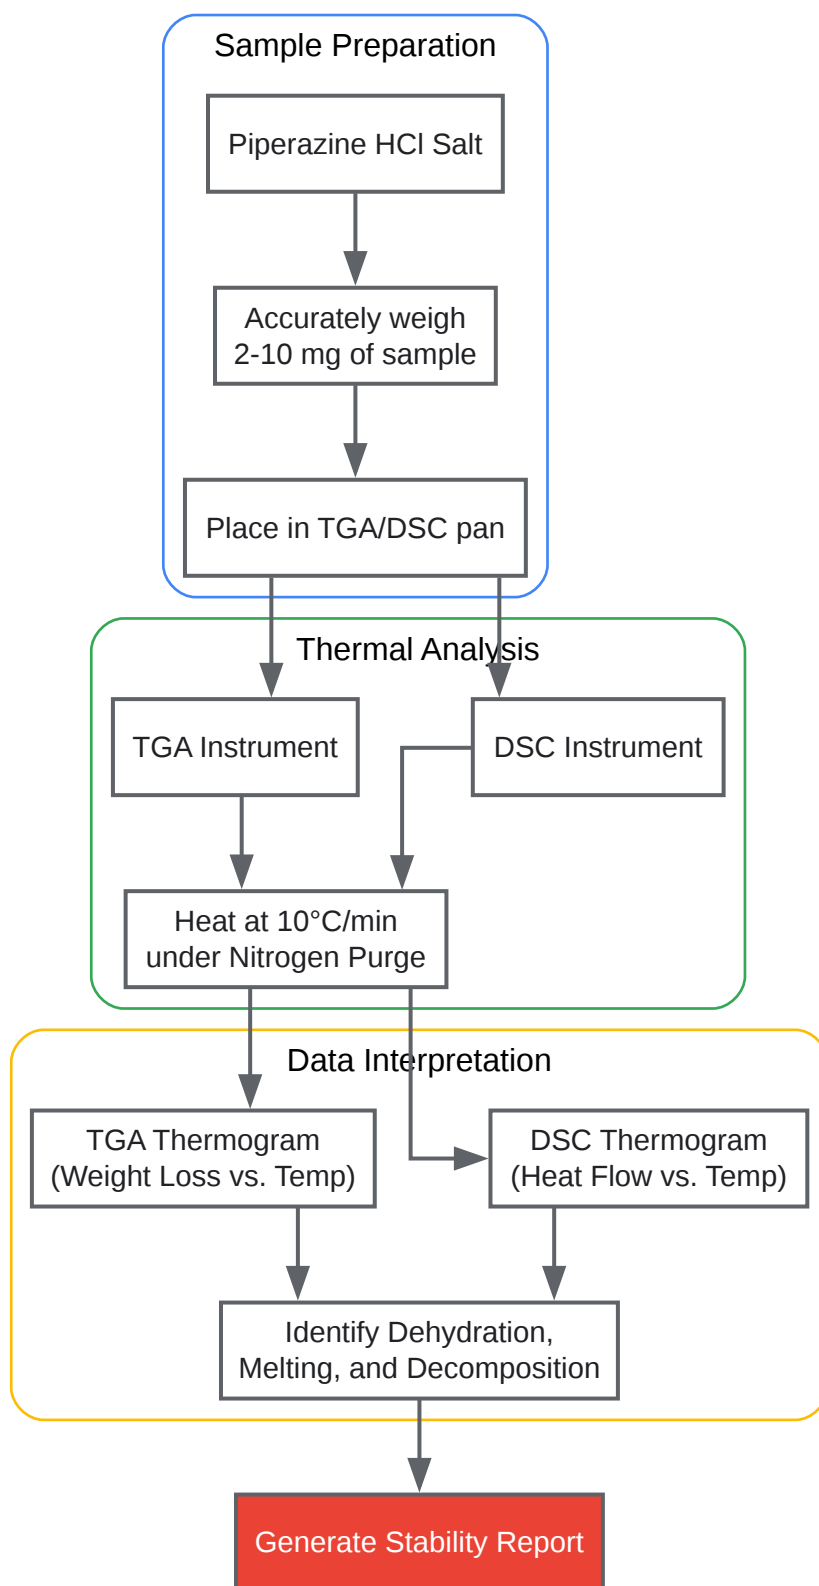 Sample Preparation
Piperazine HCl Salt
Accurately weigh
2-10 mg of sample
Place in TGA/DSC pan
Thermal Analysis
TGA Instrument
DSC Instrument
Heat at 10°C/min
under Nitrogen Purge
Data Interpretation
TGA Thermogram
(Weight Loss vs. Temp)
DSC Thermogram
(Heat Flow vs. Temp)
Identify Dehydration,
Melting, and Decomposition
Generate Stability Report